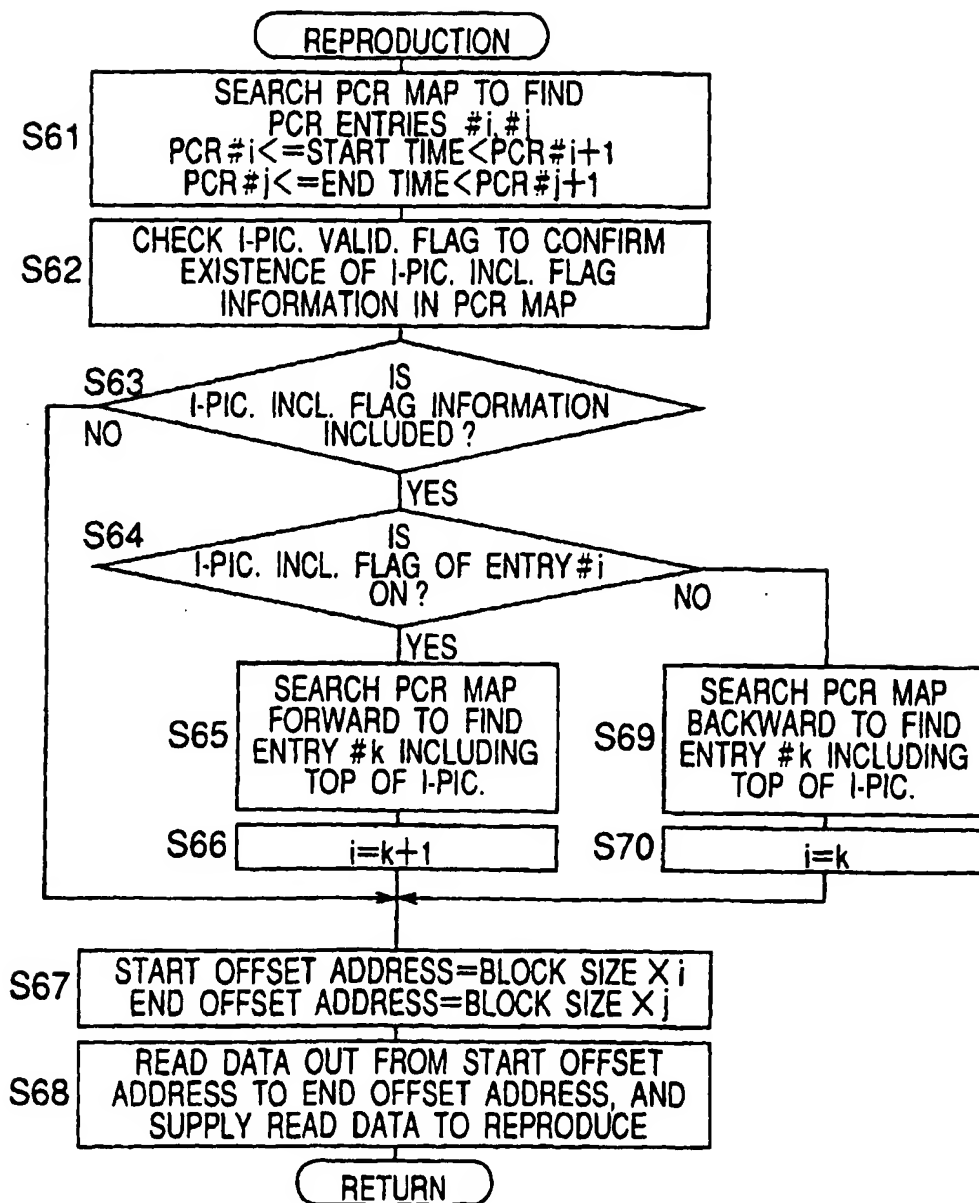 REPRODUCTION
S61
SEARCH PCR MAP TO FIND
PCR ENTRIES #i, #j
PCR#i<=START TIME<PCR#i+1
PCR#j<=END TIME<PCR#j+1
S62
CHECK I-PIC. VALID. FLAG TO CONFIRM
EXISTENCE OF I-PIC. INCL. FLAG
INFORMATION IN PCR MAP
S63
IS
I-PIC. INCL. FLAG INFORMATION
INCLUDED?
NO
YES
S64
IS
I-PIC. INCL. FLAG OF ENTRY#i
ON?
NO
YES
S65
SEARCH PCR MAP
FORWARD TO FIND
ENTRY #k INCLUDING
TOP OF I-PIC.
S69
SEARCH PCR MAP
BACKWARD TO FIND
ENTRY #k INCLUDING
TOP OF I-PIC.
S66
i=k+1
S70
i=k
S67
START OFFSET ADDRESS=BLOCK SIZE X i
END OFFSET ADDRESS=BLOCK SIZE X j
S68
READ DATA OUT FROM START OFFSET
ADDRESS TO END OFFSET ADDRESS, AND
SUPPLY READ DATA TO REPRODUCE
RETURN